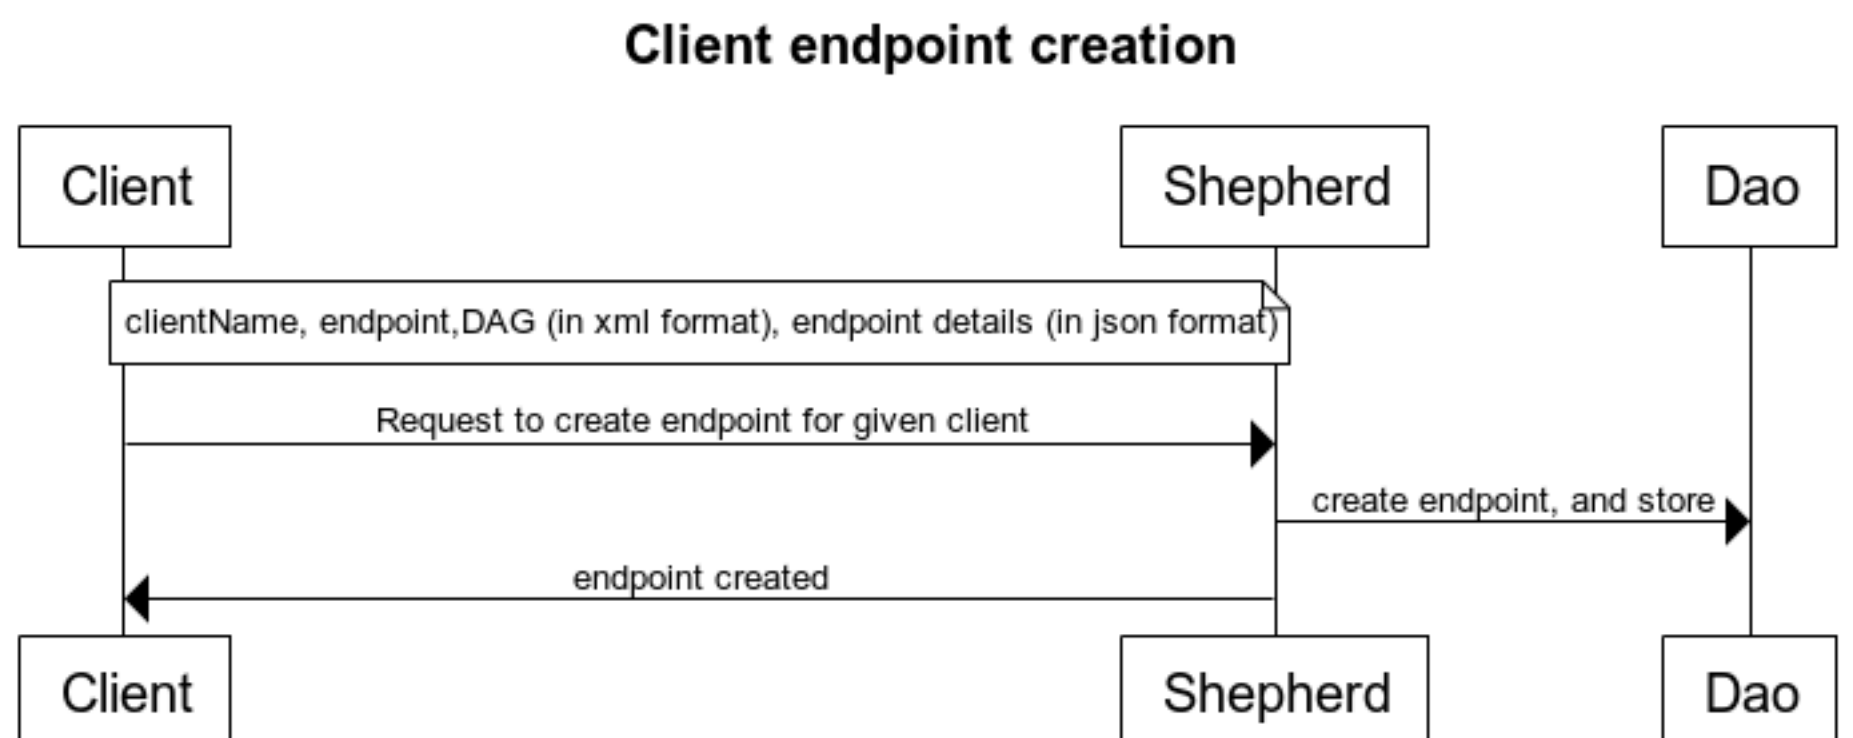 Client endpoint creation
Client
Shepherd
Dao
clientName, endpoint,DAG (in xml format), endpoint details (in json format)
Request to create endpoint for given client
create endpoint, and store
endpoint created
Client
Shepherd
Dao